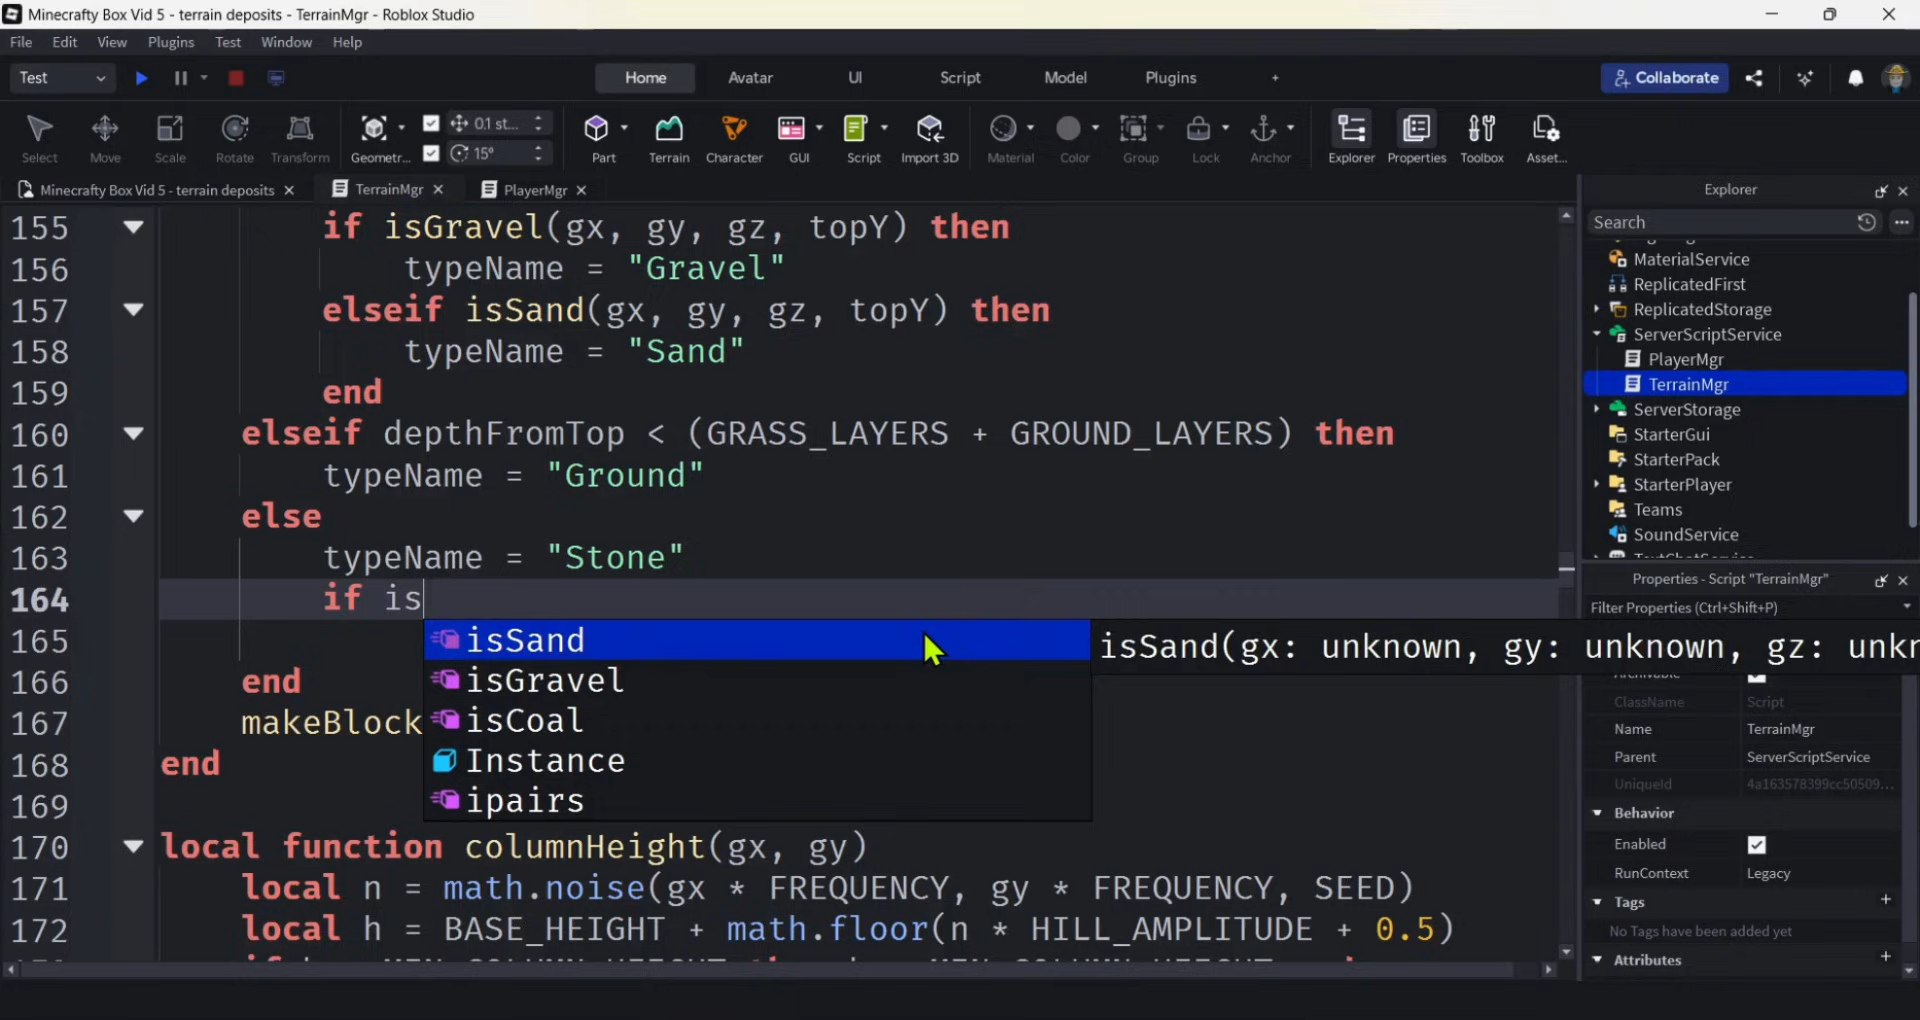 Minecrafty Box Vid 5 - terrain deposits - TerrainMgr - Roblox Studio
File Edit View Plugins Test Window Help
Test Home Avatar UI Script Model Plugins + Collaborate
0.1 st...
15°
Select Move Scale Rotate Transform Geometr... Part Terrain Character GUI Script Import 3D Material Color Group Lock Anchor Explorer Properties Toolbox Asset...
Minecrafty Box Vid 5 - terrain deposits TerrainMgr PlayerMgr
155 if isGravel(gx, gy, gz, topY) then
156 typeName = "Gravel"
157 elseif isSand(gx, gy, gz, topY) then
158 typeName = "Sand"
159 end
160 elseif depthFromTop < (GRASS_LAYERS + GROUND_LAYERS) then
161 typeName = "Ground"
162 else
163 typeName = "Stone"
164 if is
165
166 end
167 makeBlock
168 end
169
170 local function columnHeight(gx, gy)
171 local n = math.noise(gx * FREQUENCY, gy * FREQUENCY, SEED)
172 local h = BASE_HEIGHT + math.floor(n * HILL_AMPLITUDE + 0.5)
isSand
isGravel
isCoal
Instance
ipairs
isSand(gx: unknown, gy: unknown, gz: unkn
Explorer
Search
MaterialService
ReplicatedFirst
ReplicatedStorage
ServerScriptService
PlayerMgr
TerrainMgr
ServerStorage
StarterGui
StarterPack
StarterPlayer
Teams
SoundService
Properties - Script "TerrainMgr"
Filter Properties (Ctrl+Shift+P)
ClassName Script
Name TerrainMgr
Parent ServerScriptService
UniqueId 4a163578399cc50509...
Behavior
Enabled
RunContext Legacy
Tags +
No Tags have been added yet
Attributes +